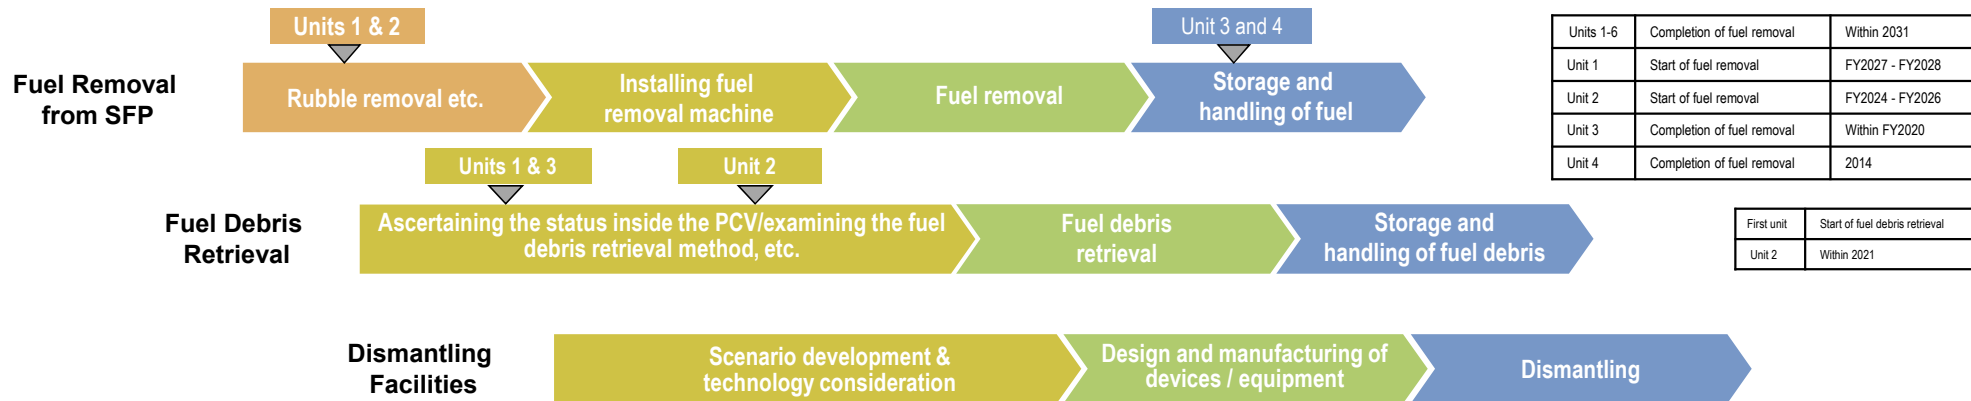 Units 1 & 2
Unit 3 and 4
Fuel Removal
from SFP
Rubble removal etc.
Installing fuel
removal machine
Fuel removal
Storage and
handling of fuel
Units 1-6 Completion of fuel removal Within 2031
Unit 1 Start of fuel removal FY2027 - FY2028
Unit 2 Start of fuel removal FY2024 - FY2026
Unit 3 Completion of fuel removal Within FY2020
Unit 4 Completion of fuel removal 2014
Units 1 & 3
Unit 2
Fuel Debris
Retrieval
Ascertaining the status inside the PCV/examining the fuel
debris retrieval method, etc.
Fuel debris
retrieval
Storage and
handling of fuel debris
First unit Start of fuel debris retrieval
Unit 2 Within 2021
Dismantling
Facilities
Scenario development &
technology consideration
Design and manufacturing of
devices / equipment
Dismantling